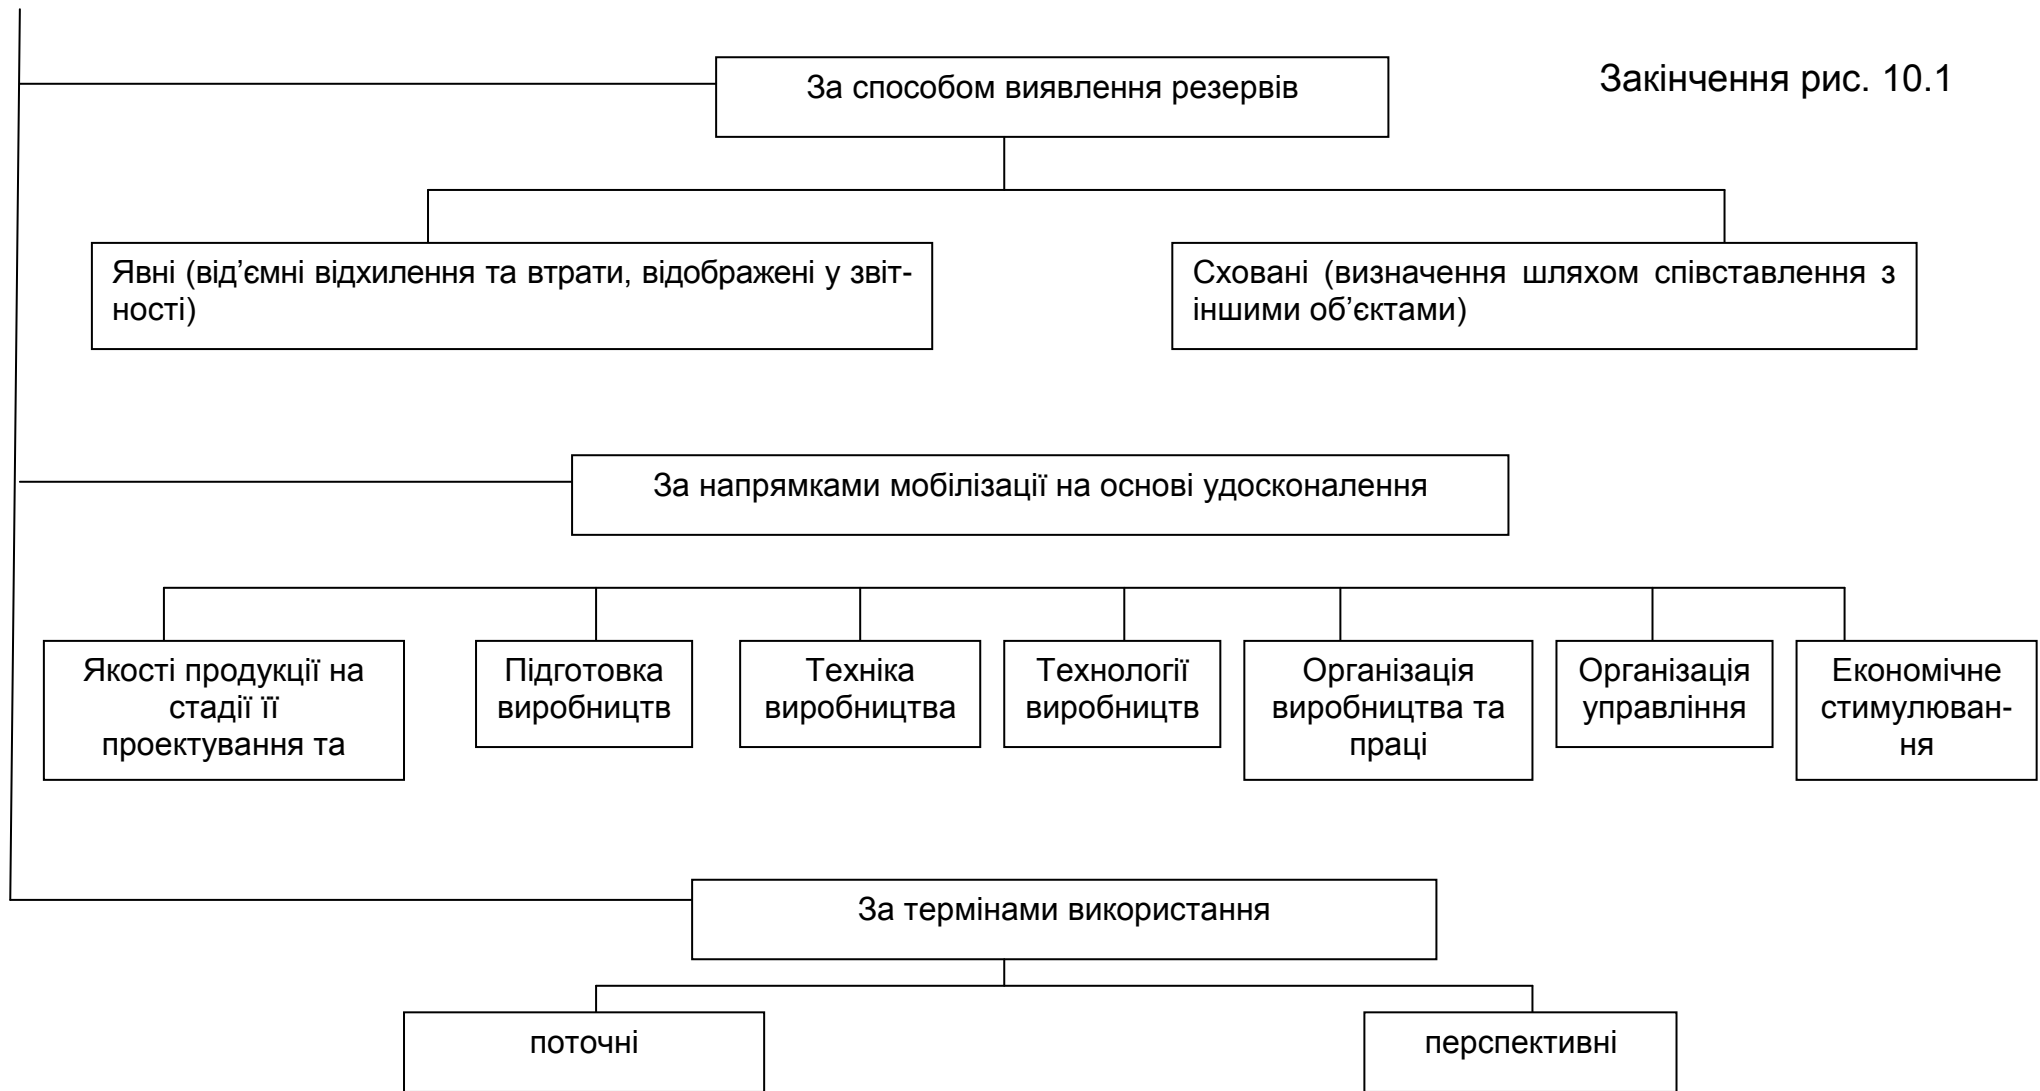 Закінчення рис. 10.1
За способом виявлення резервів
Явні (від’ємні відхилення та втрати, відображені у звіт-
ності)
Сховані (визначення шляхом співставлення з
іншими об’єктами)
За напрямками мобілізації на основі удосконалення
Якості продукції на
стадії її
проектування та
Підготовка
виробництв
Техніка
виробництва
Технології
виробництв
Організація
виробництва та
праці
Організація
управління
Економічне
стимулюван-
ня
За термінами використання
поточні
перспективні